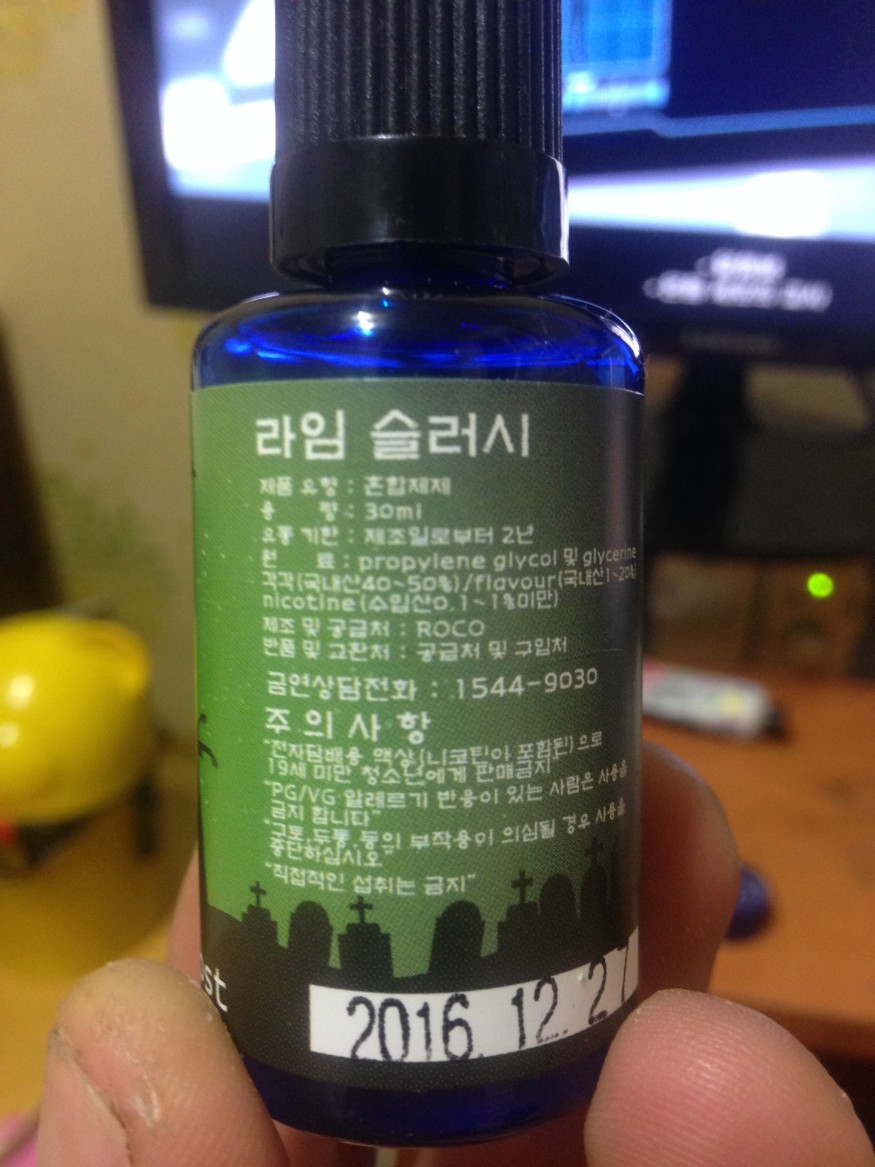 라임 슬러시
제품 유형 : 혼합제제
용 량 : 30ml
유통 기한 : 제조일로부터 2년
원 료 : propylene glycol 및 glycerine
각각(국내산40~50%)/flavour(국내산1~20%)
nicotine(수입산0.1~1%미만)
제조 및 공급처 : ROCO
반품 및 교환처 : 공급처 및 구입처
금연상담전화 : 1544-9030
주의사항
"전자담배용 액상(니코틴이 포함된)으로
19세 미만 청소년에게 판매금지"
"PG/VG 알레르기 반응이 있는 사람은 사용을
금지 합니다"
"구토,두통,등의 부작용이 의심될 경우 사용을
중단하십시오"
"직접적인 섭취는 금지"
ost
2016. 12. 27